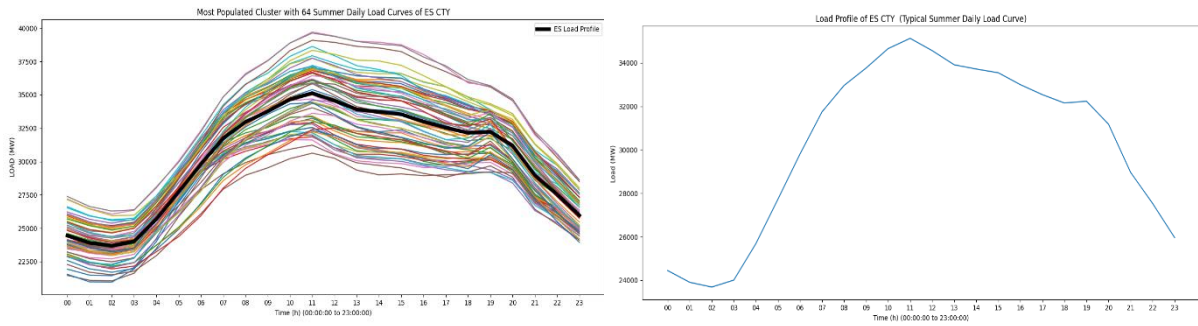 Most Populated Cluster with 64 Summer Daily Load Curves of ES CTY
ES Load Profile
LOAD (MW)
40000
37500
35000
32500
30000
27500
25000
22500
00 01 02 03 04 05 06 07 08 09 10 11 12 13 14 15 16 17 18 19 20 21 22 23
Time (h) (00:00:00 to 23:00:00)
Load Profile of ES CTY (Typical Summer Daily Load Curve)
Load (MW)
34000
32000
30000
28000
26000
24000
00 01 02 03 04 05 06 07 08 09 10 11 12 13 14 15 16 17 18 19 20 21 22 23
Time (h) (00:00:00 to 23:00:00)